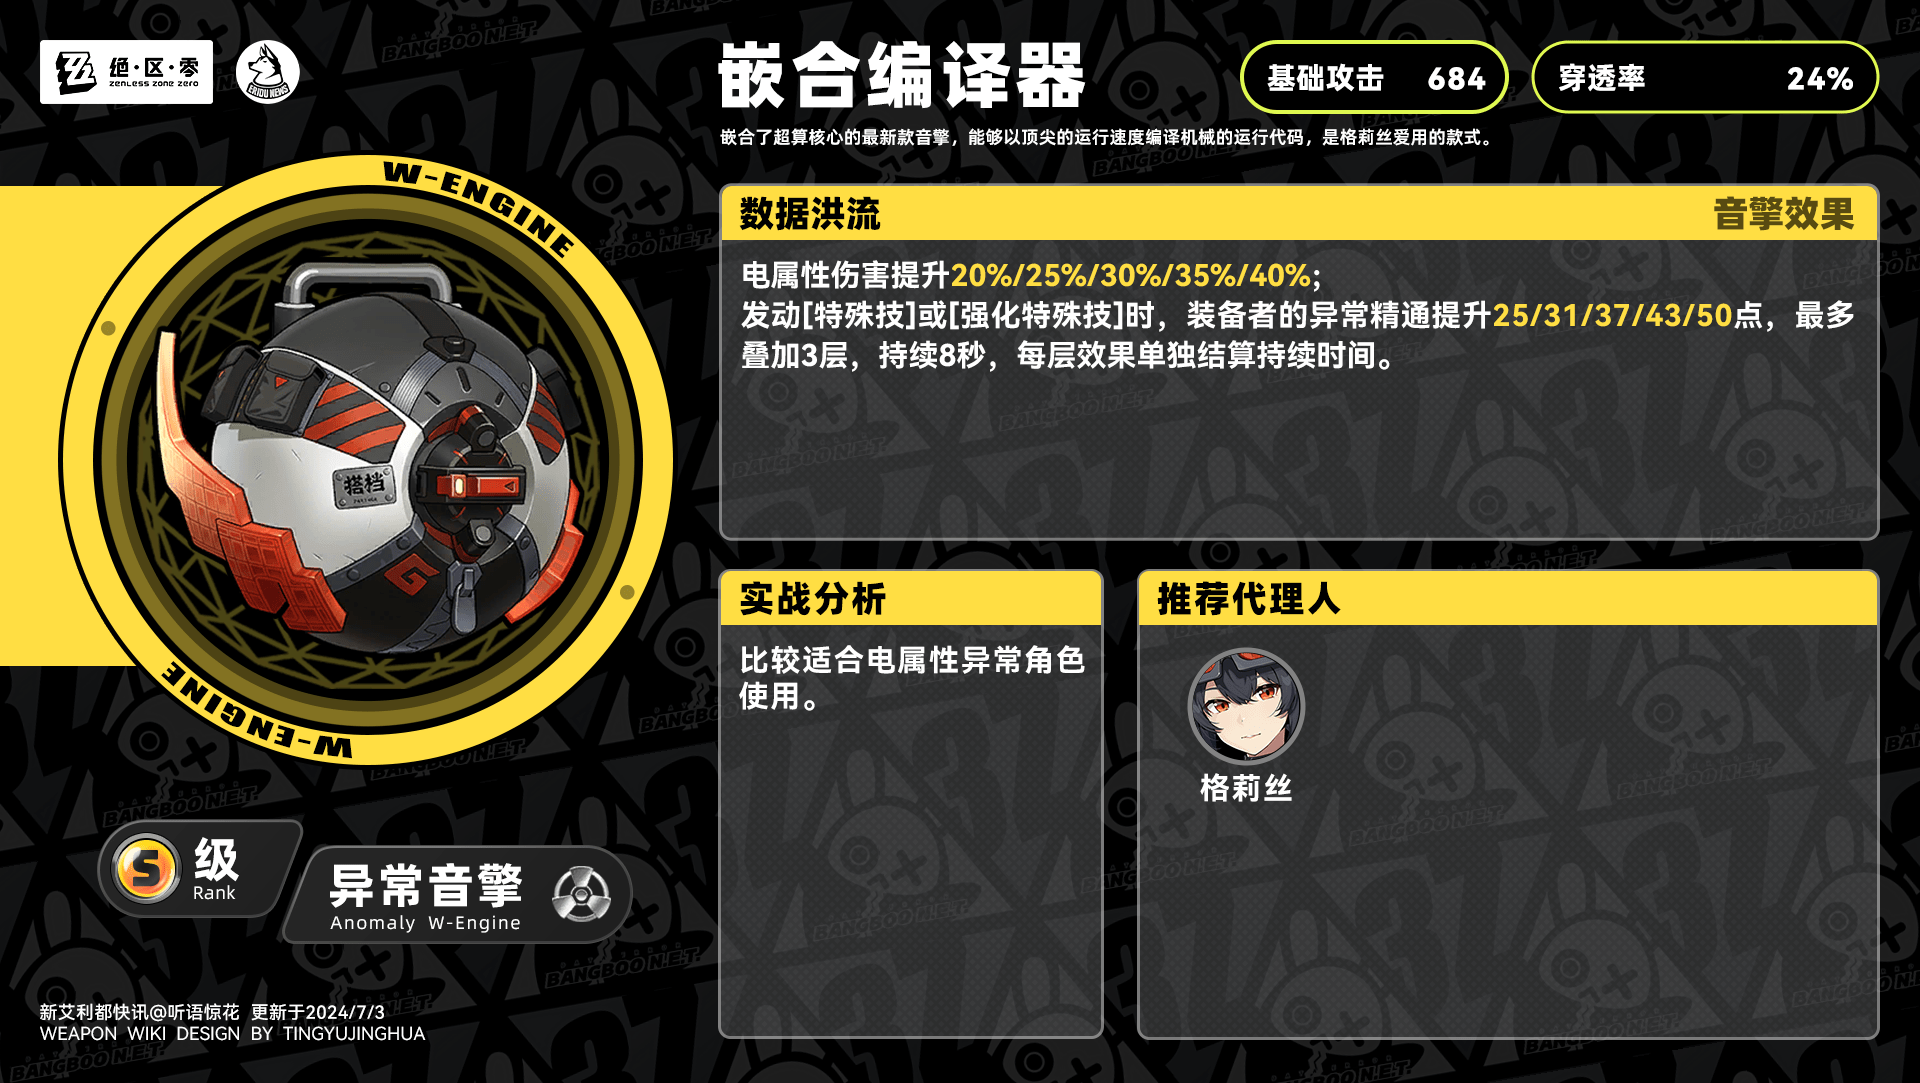 绝·区·零
ZENLESS ZONE ZERO
ERIDU NEWS
嵌合编译器
基础攻击 684
穿透率 24%
嵌合了超算核心的最新款音擎，能够以顶尖的运行速度编译机械的运行代码，是格莉丝爱用的款式。
W-ENGINE
搭档
G
W-ENGINE
数据洪流 音擎效果
电属性伤害提升20%/25%/30%/35%/40%;
发动[特殊技]或[强化特殊技]时，装备者的异常精通提升25/31/37/43/50点，最多
叠加3层，持续8秒，每层效果单独结算持续时间。
实战分析
比较适合电属性异常角色
使用。
推荐代理人
格莉丝
S 级
Rank
异常音擎
Anomaly W-Engine
新艾利都快讯@听语惊花 更新于2024/7/3
WEAPON WIKI DESIGN BY TINGYUJINGHUA
BANGBOO N.E.T.